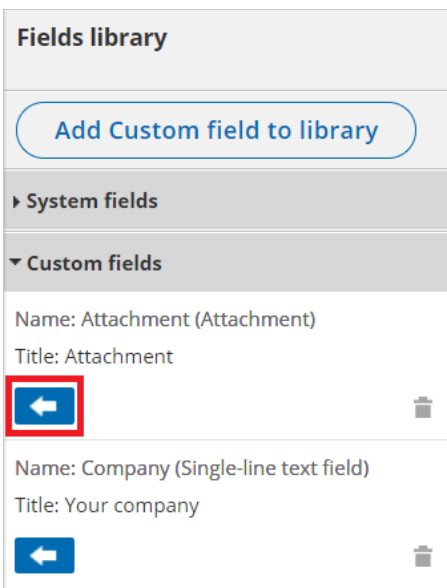 Fields library
Add Custom field to library
System fields
Custom fields
Name: Attachment (Attachment)
Title: Attachment
Name: Company (Single-line text field)
Title: Your company